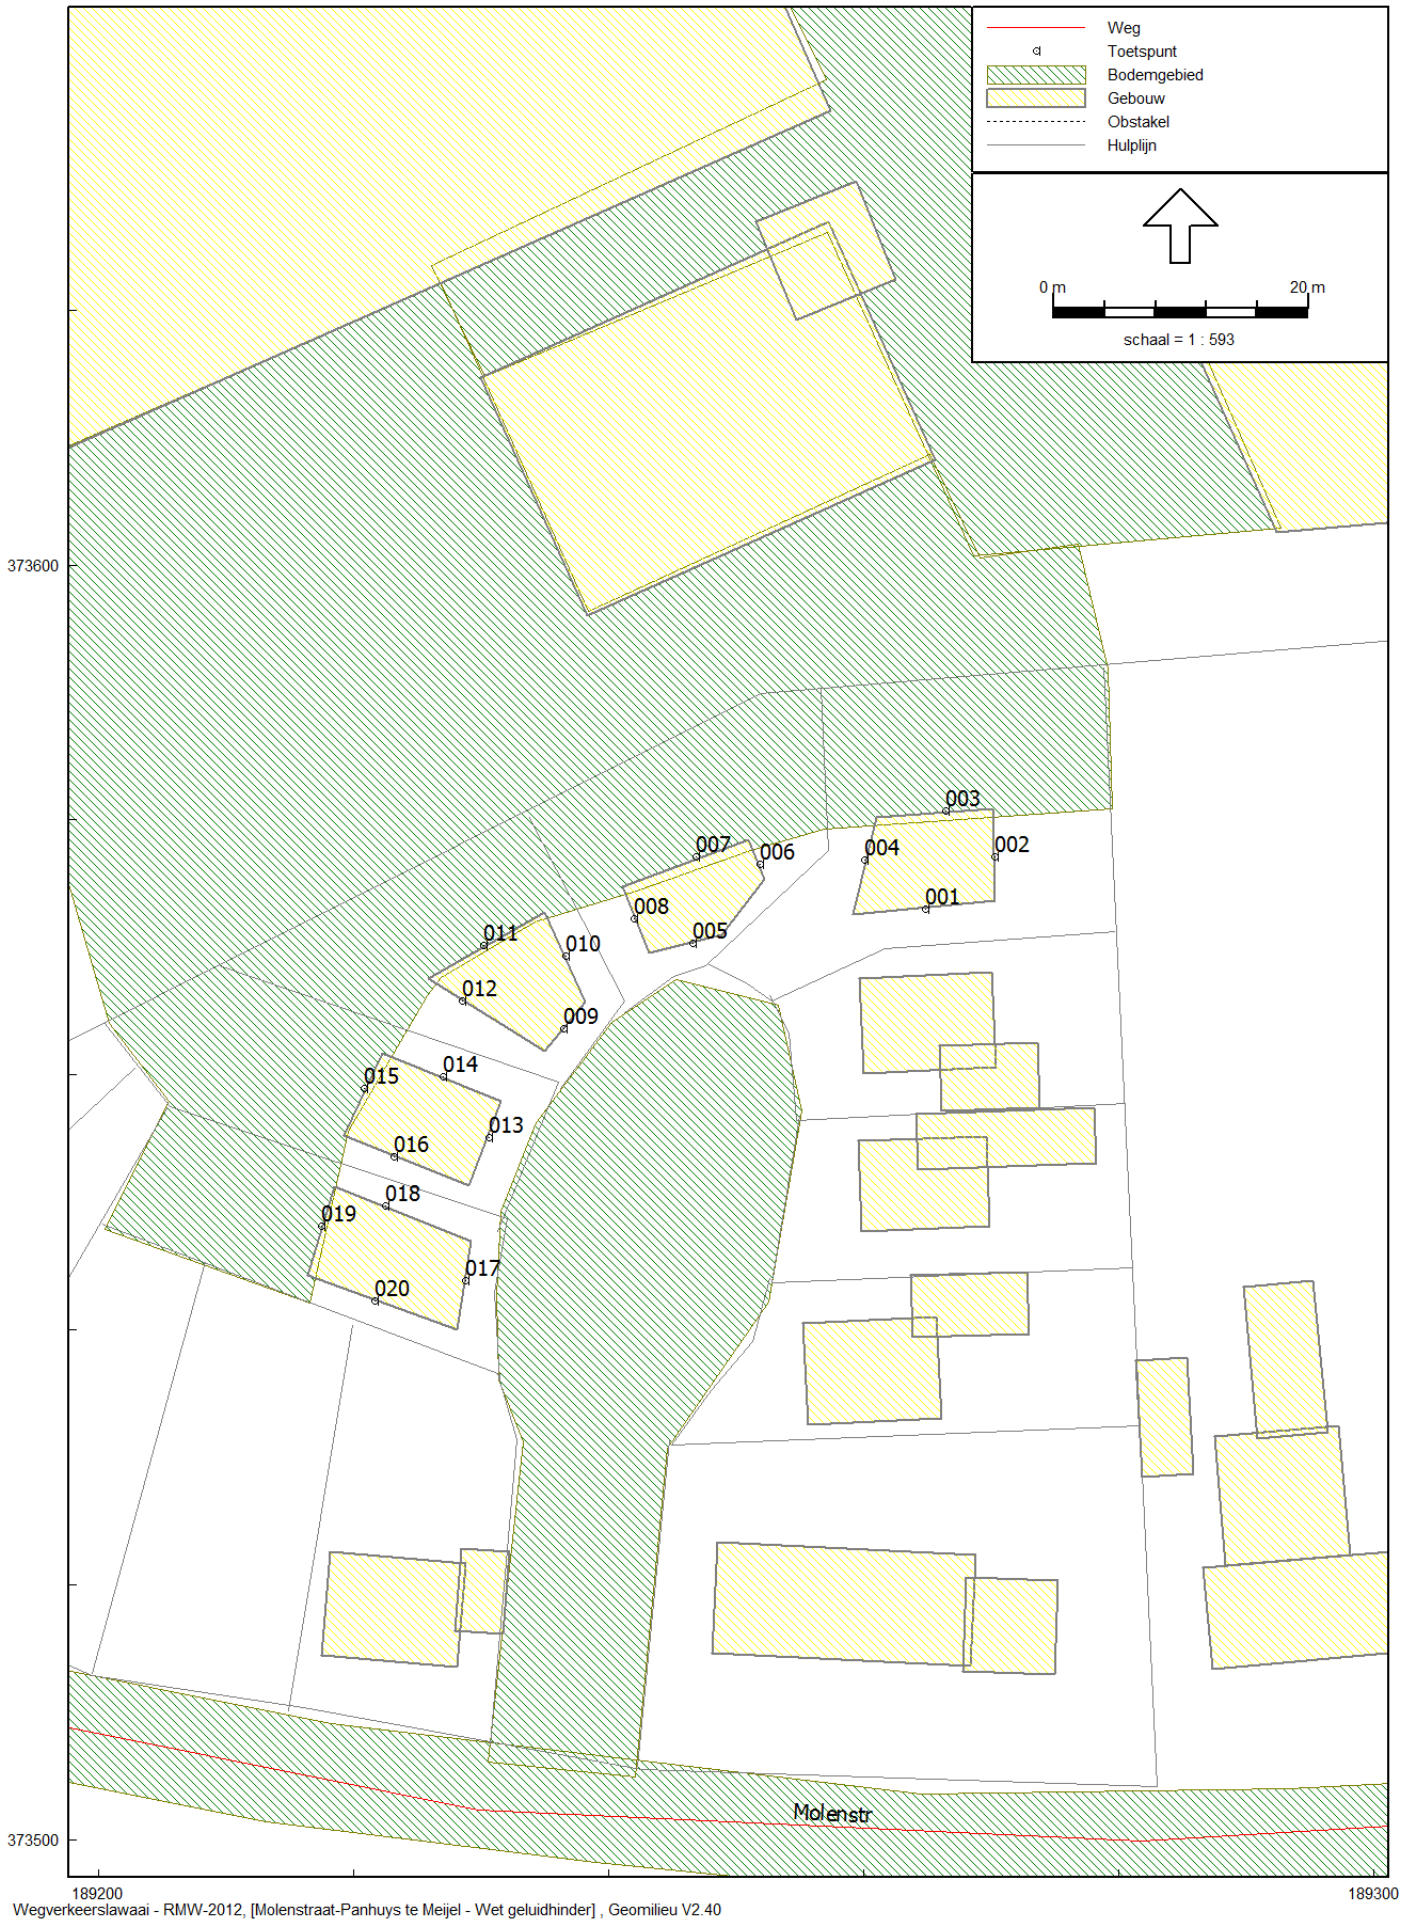 Weg
Toetspunt
Bodemgebied
Gebouw
Obstakel
Hulplijn
0 m 20 m
schaal = 1 : 593
373600
003
007
006
004
002
008
001
005
011
010
012
009
014
015
013
016
018
019
017
020
Molenstr
373500
189200 189300
Wegverkeerslawaai - RMW-2012, [Molenstraat-Panhuys te Meijel - Wet geluidhinder] , Geomilieu V2.40